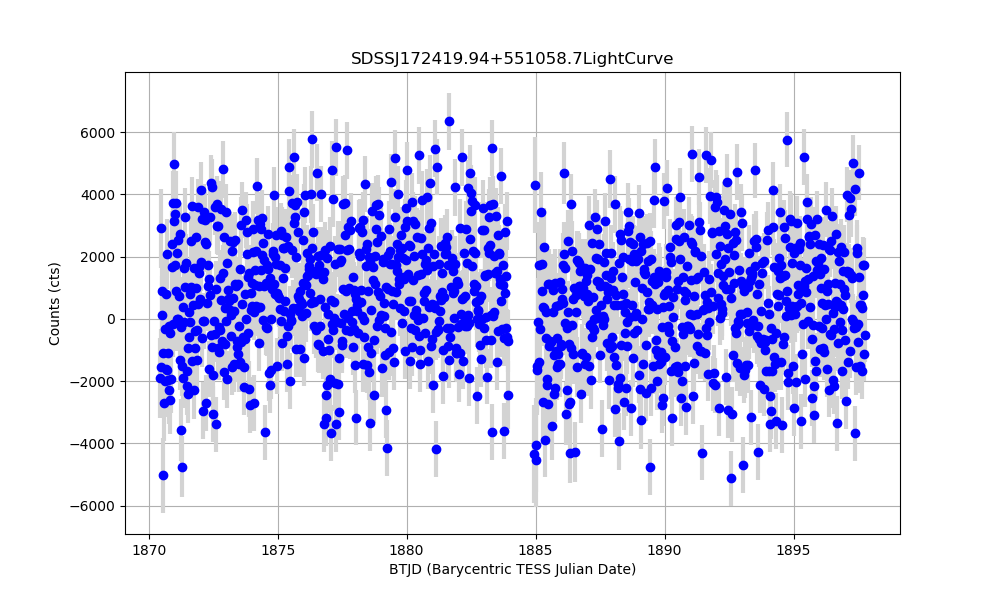 SDSSJ172419.94+551058.7LightCurve
Counts (cts)
6000
4000
2000
0
−2000
−4000
−6000
1870 1875 1880 1885 1890 1895
BTJD (Barycentric TESS Julian Date)